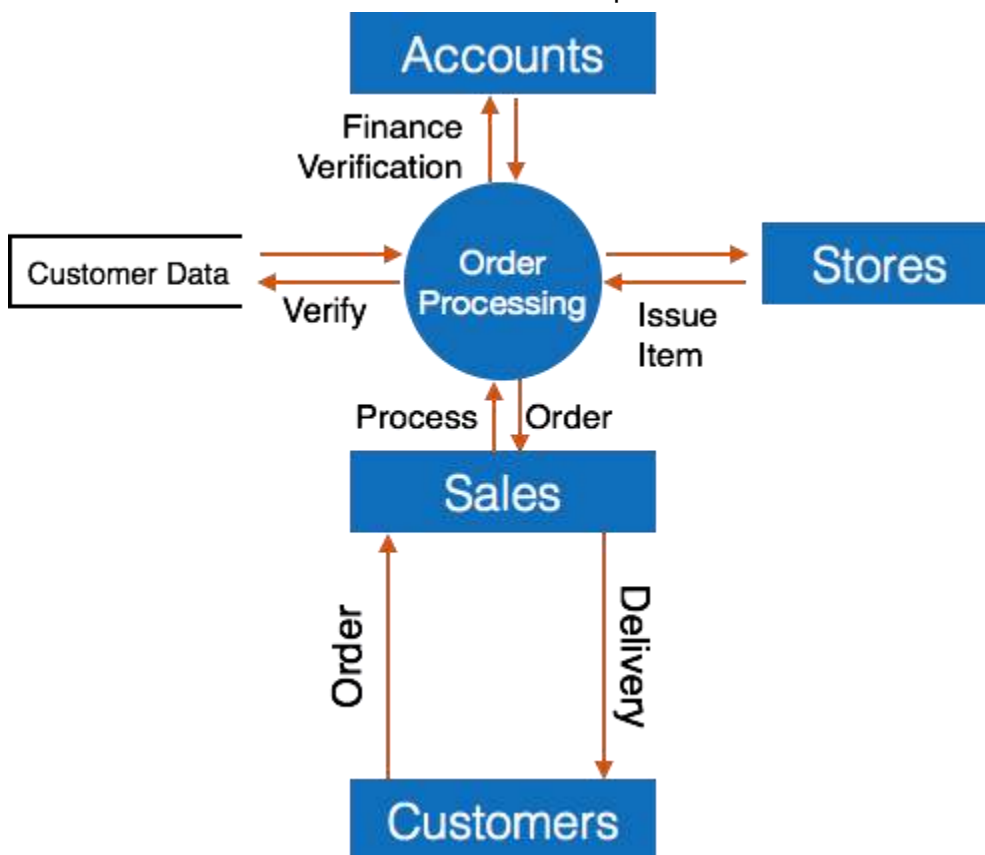 Accounts
Finance
Verification
Customer Data
Verify
Order
Processing
Stores
Issue
Item
Process
Order
Sales
Order
Delivery
Customers